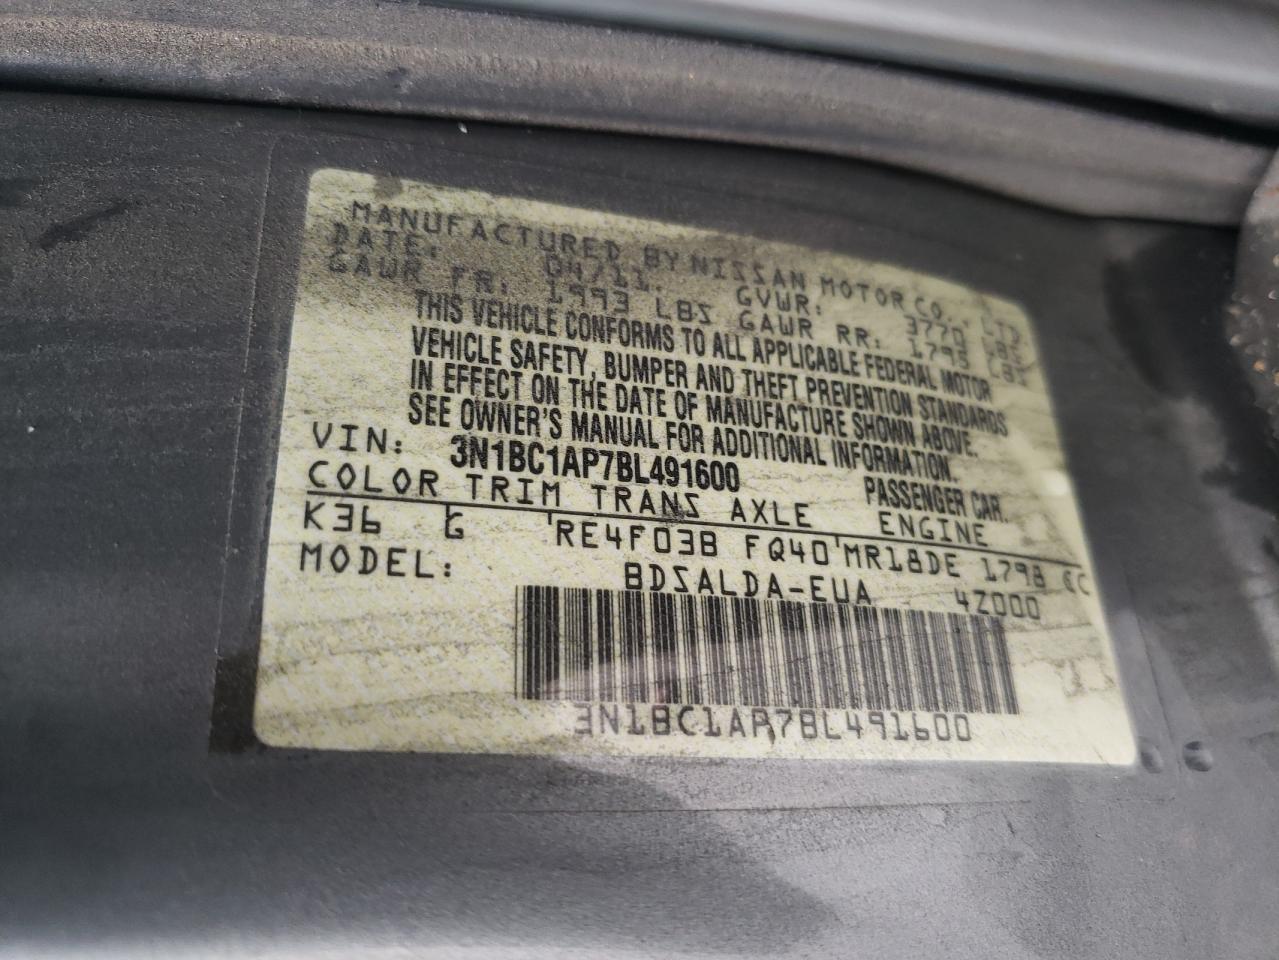 MANUFACTURED BY NISSAN MOTOR CO., LTD.
DATE: 04/11. GVWR: 3770 LBS
GAWR FR: 1993 LBS GAWR RR: 1795 LBS
THIS VEHICLE CONFORMS TO ALL APPLICABLE FEDERAL MOTOR
VEHICLE SAFETY, BUMPER AND THEFT PREVENTION STANDARDS
IN EFFECT ON THE DATE OF MANUFACTURE SHOWN ABOVE.
SEE OWNER'S MANUAL FOR ADDITIONAL INFORMATION.
VIN: 3N1BC1AP7BL491600 PASSENGER CAR.
COLOR TRIM TRANS AXLE ENGINE
K36 G RE4F03B FQ40 MR18DE 1798 CC
MODEL: BDSALDA-EUA 4Z000
3N1BC1AP7BL491600